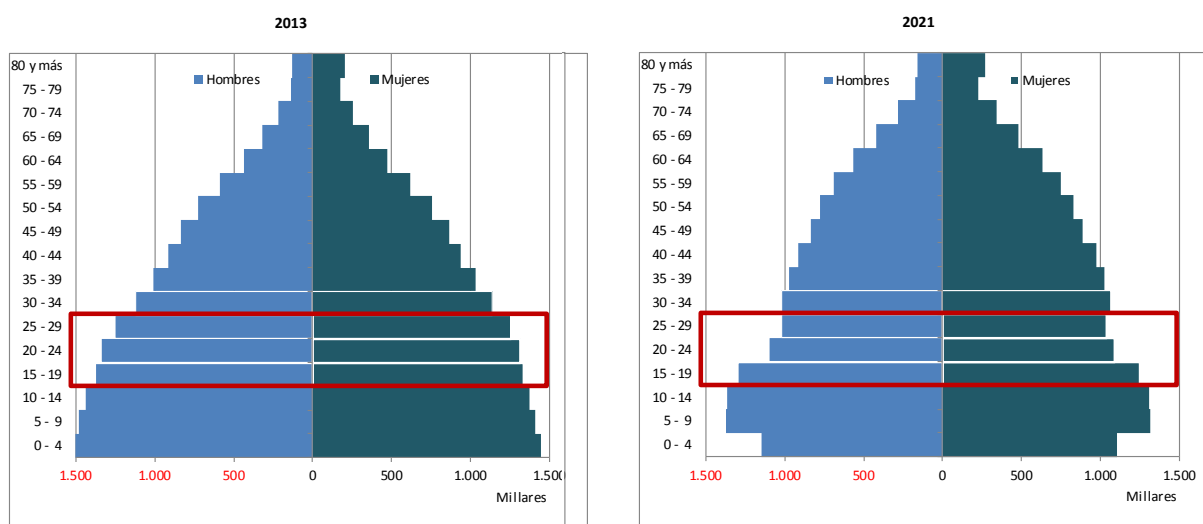 2013
80 y más
75 - 79
70 - 74
65 - 69
60 - 64
55 - 59
50 - 54
45 - 49
40 - 44
35 - 39
30 - 34
25 - 29
20 - 24
15 - 19
10 - 14
5 - 9
0 - 4
Hombres Mujeres
1.500 1.000 500 0 500 1.000 1.500
Millares
2021
80 y más
75 - 79
70 - 74
65 - 69
60 - 64
55 - 59
50 - 54
45 - 49
40 - 44
35 - 39
30 - 34
25 - 29
20 - 24
15 - 19
10 - 14
5 - 9
0 - 4
Hombres Mujeres
1.500 1.000 500 0 500 1.000 1.500
Millares